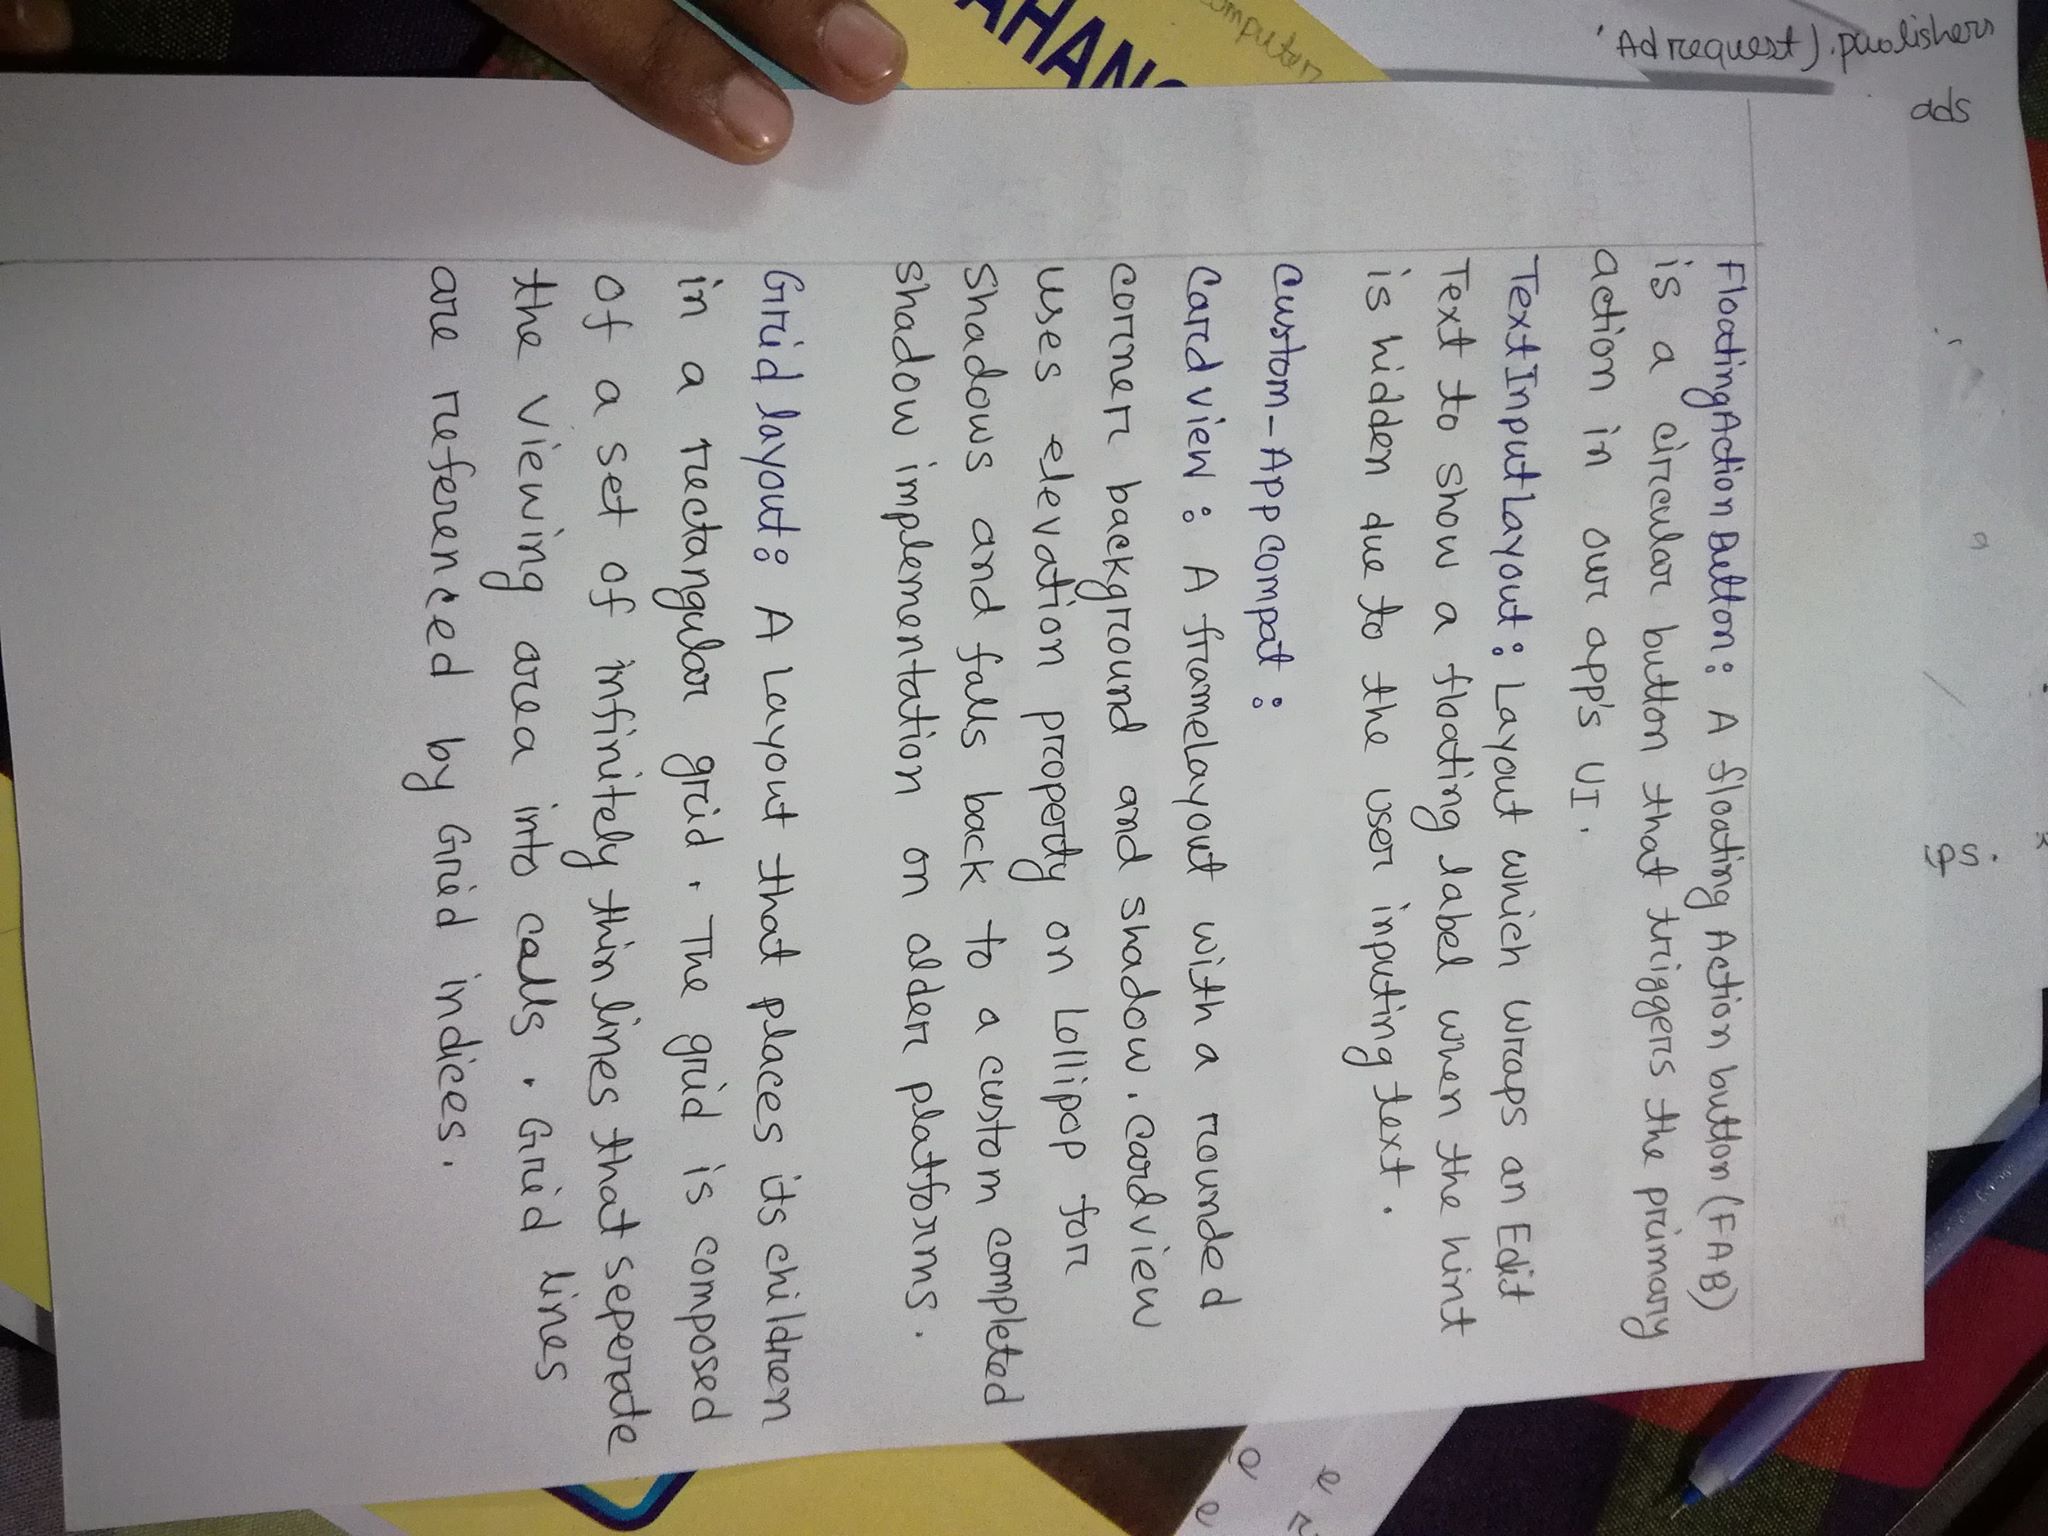 FloatingAction Button: A floating Action button (FAB)
is a circular button that triggers the primary
action in our app's UI.
TextInputLayout: Layout which wraps an Edit
Text to show a floating label when the hint
is hidden due to the user inputing text.
Custom-App compat:
Card view: A frameLayout with a rounded
corner background and shadow. Card view
uses elevation property on Lollipop for
shadows and falls back to a custom completed
shadow implementation on older platforms.
Grid layout: A Layout that places its children
in a rectangular grid. The grid is composed
of a set of infinitely thin lines that seperate
the viewing area into cells. Grid lines
are referenced by Grid indices.
Ad request). publishers
ads
computer
AHANG